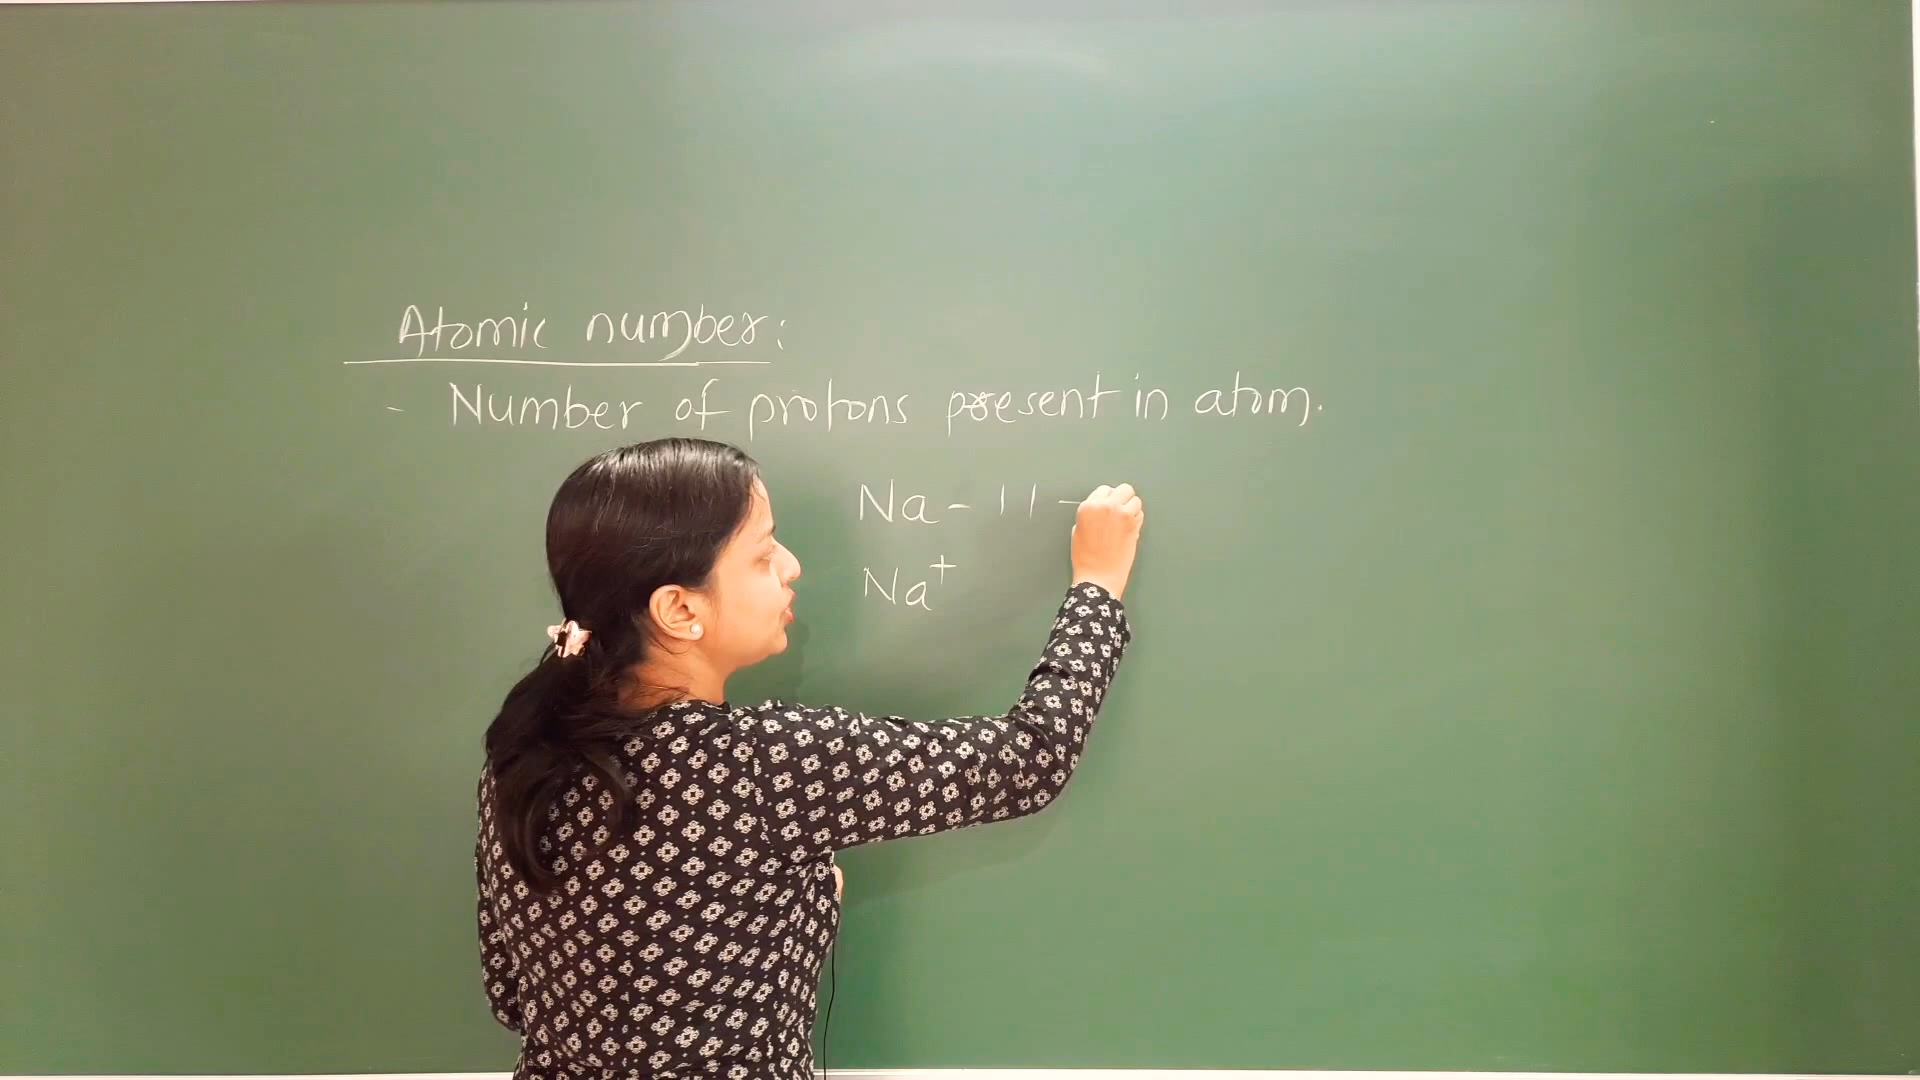 Atomic number:
- Number of protons present in atom.
Na - 11 -
Na⁺